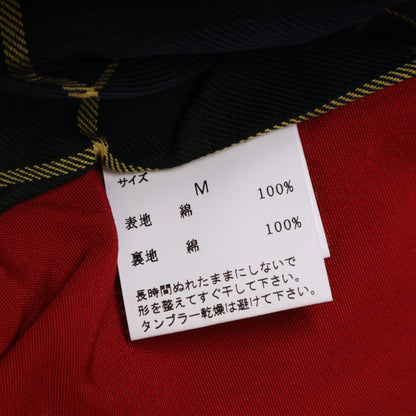 サイズ M
表地 綿 100%
裏地 綿 100%
長時間ぬれたままにしないで
形を整えてすぐ干して下さい。
タンブラー乾燥は避けて下さい。